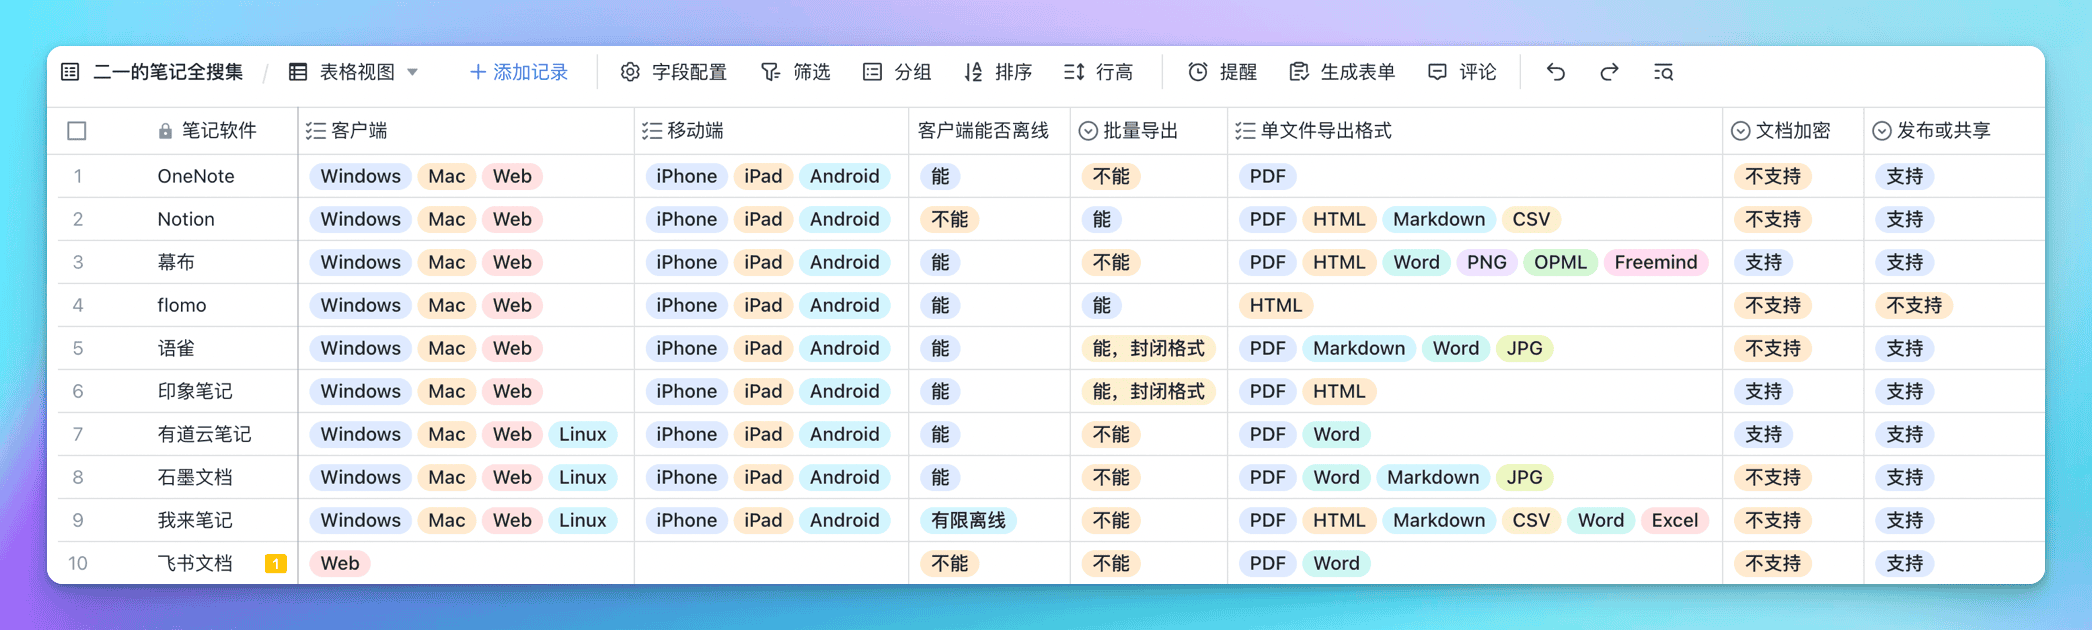 二一的笔记全搜集 / 表格视图 添加记录 字段配置 筛选 分组 排序 行高 提醒 生成表单 评论
笔记软件 客户端 移动端 客户端能否离线 批量导出 单文件导出格式 文档加密 发布或共享
1 OneNote Windows Mac Web iPhone iPad Android 能 不能 PDF 不支持 支持
2 Notion Windows Mac Web iPhone iPad Android 不能 能 PDF HTML Markdown CSV 不支持 支持
3 幕布 Windows Mac Web iPhone iPad Android 能 不能 PDF HTML Word PNG OPML Freemind 支持 支持
4 flomo Windows Mac Web iPhone iPad Android 能 能 HTML 不支持 不支持
5 语雀 Windows Mac Web iPhone iPad Android 能 能，封闭格式 PDF Markdown Word JPG 不支持 支持
6 印象笔记 Windows Mac Web iPhone iPad Android 能 能，封闭格式 PDF HTML 支持 支持
7 有道云笔记 Windows Mac Web Linux iPhone iPad Android 能 不能 PDF Word 支持 支持
8 石墨文档 Windows Mac Web Linux iPhone iPad Android 能 不能 PDF Word Markdown JPG 不支持 支持
9 我来笔记 Windows Mac Web Linux iPhone iPad Android 有限离线 不能 PDF HTML Markdown CSV Word Excel 不支持 支持
10 飞书文档 1 Web 不能 不能 PDF Word 不支持 支持